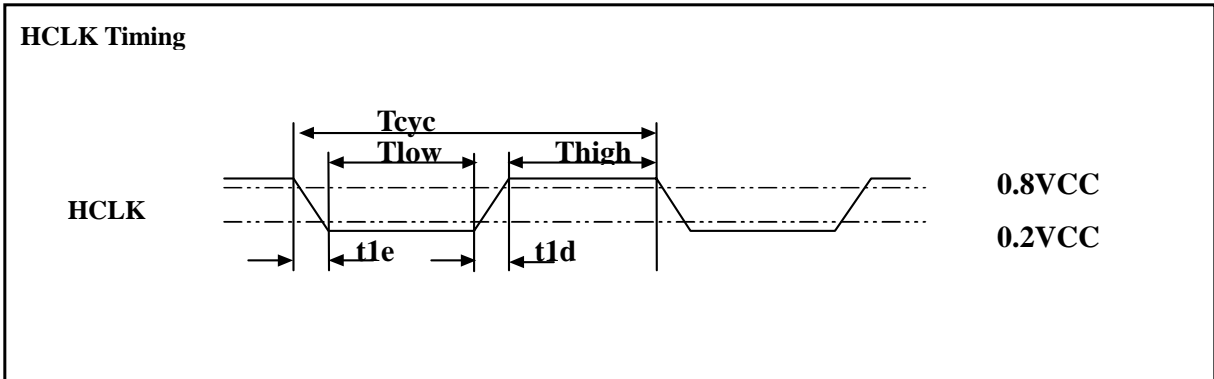 HCLK Timing
Tcyc
Tlow Thigh
0.8VCC
HCLK
0.2VCC
t1e t1d